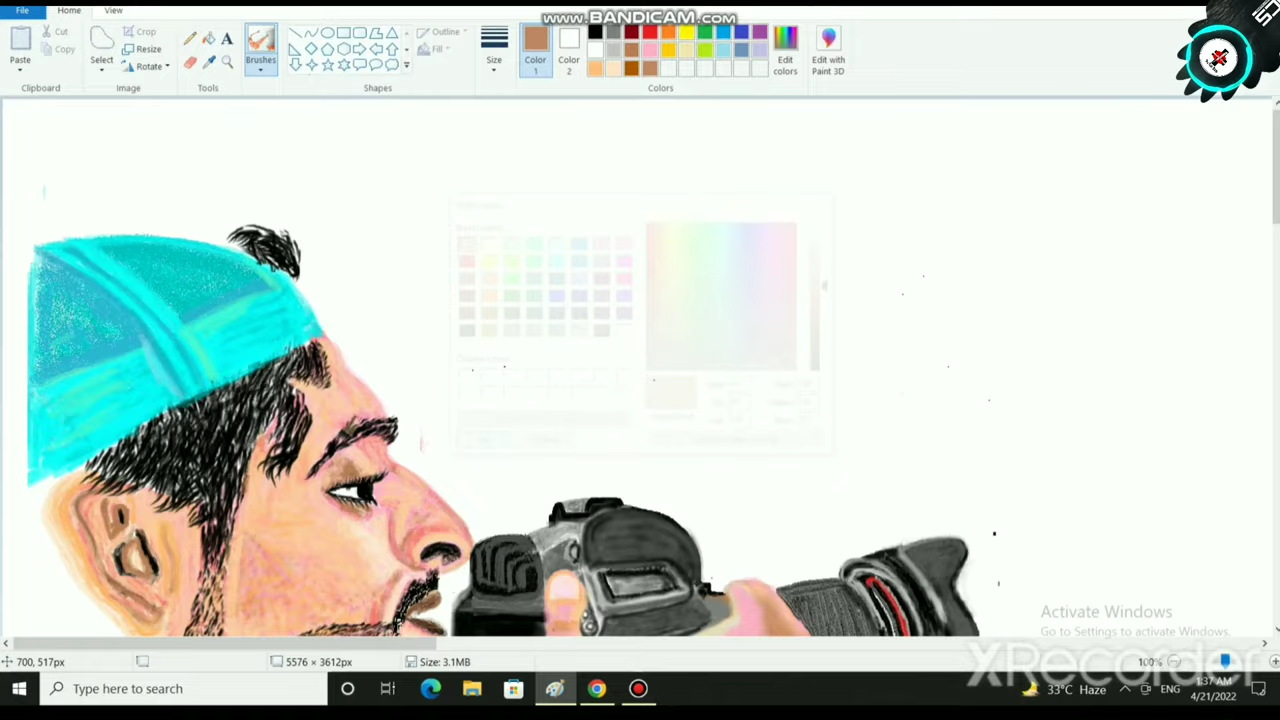 File
Home
View
www.BANDICAM.com
Paste
Cut
Copy
Clipboard
Select
Crop
Resize
Rotate
Image
Tools
Brushes
Shapes
Outline
Fill
Size
Color
1
Color
2
Edit
colors
Edit with
Paint 3D
Colors
Activate Windows
Go to Settings to activate Windows.
XRecorder
700, 517px
5576 × 3612px
Size: 3.1MB
100%
Type here to search
33°C Haze
ENG
1:37 AM
4/21/2022